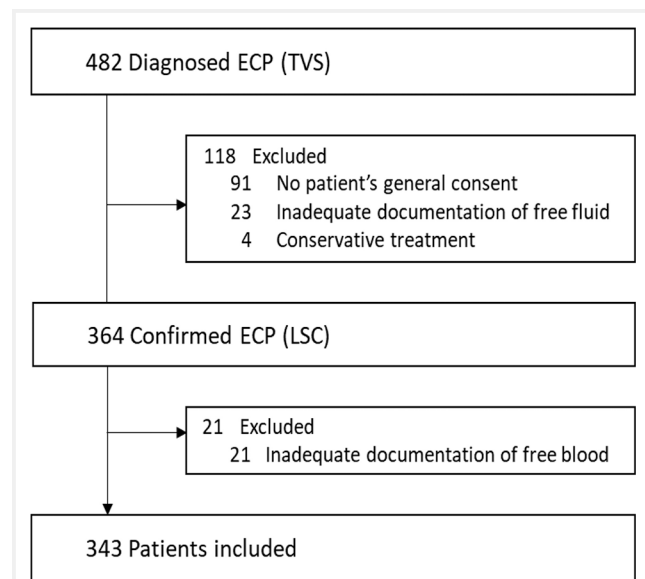 482 Diagnosed ECP (TVS)
118 Excluded
91 No patient's general consent
23 Inadequate documentation of free fluid
4 Conservative treatment
364 Confirmed ECP (LSC)
21 Excluded
21 Inadequate documentation of free blood
343 Patients included